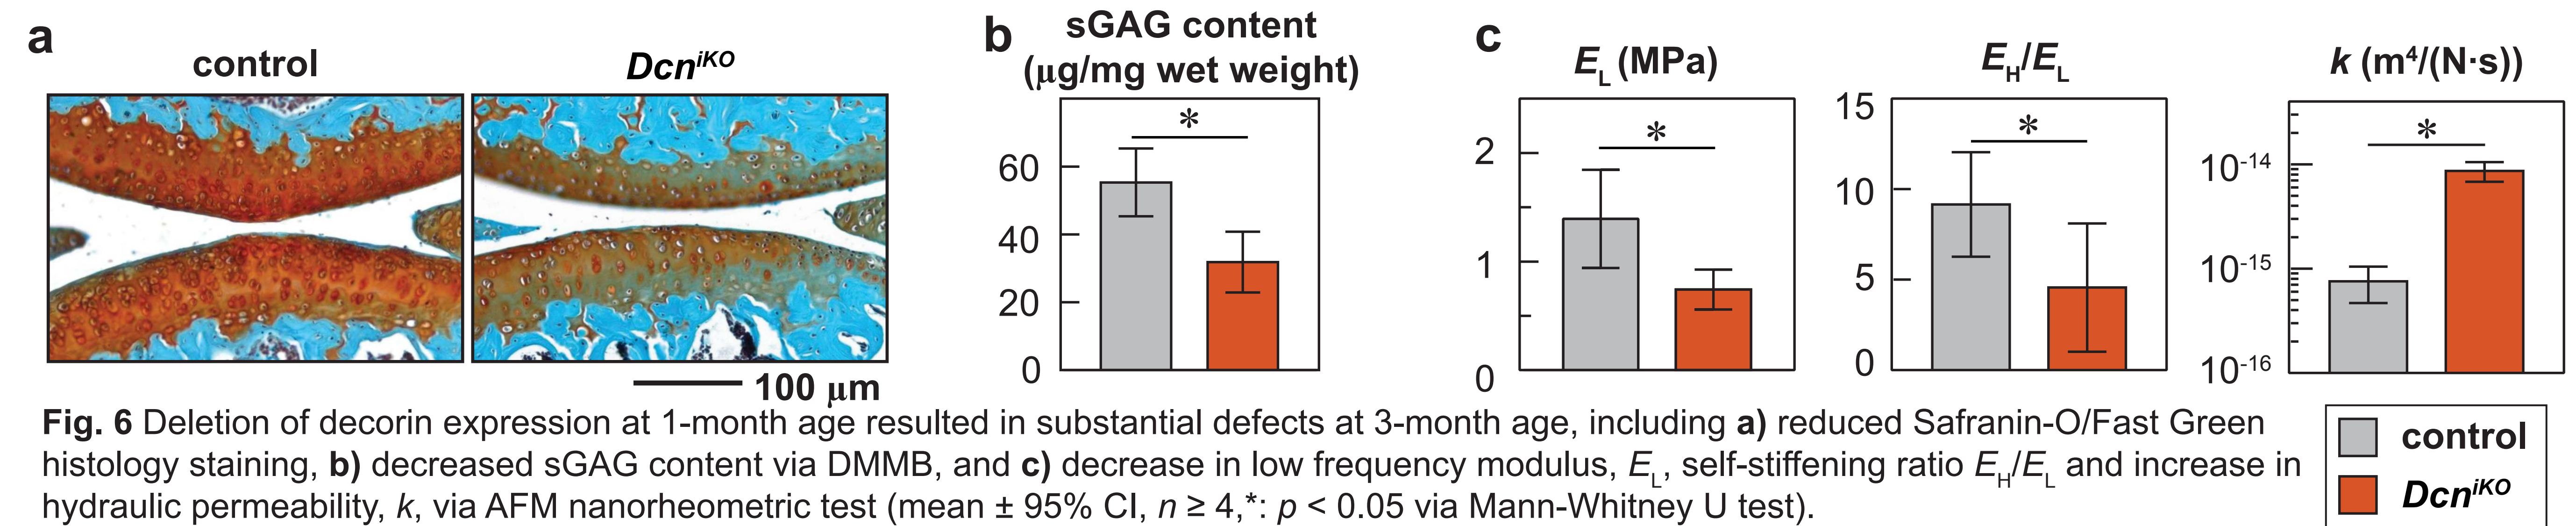 a
control
Dcn^iKO
100 μm
b
sGAG content
(μg/mg wet weight)
60
40
20
0
*
c
E_L (MPa)
2
1
0
*
E_H/E_L
15
10
5
0
*
k (m⁴/(N·s))
10⁻¹⁴
10⁻¹⁵
10⁻¹⁶
*
Fig. 6 Deletion of decorin expression at 1-month age resulted in substantial defects at 3-month age, including a) reduced Safranin-O/Fast Green
histology staining, b) decreased sGAG content via DMMB, and c) decrease in low frequency modulus, E_L, self-stiffening ratio E_H/E_L and increase in
hydraulic permeability, k, via AFM nanorheometric test (mean ± 95% CI, n ≥ 4,*: p < 0.05 via Mann-Whitney U test).
control
Dcn^iKO